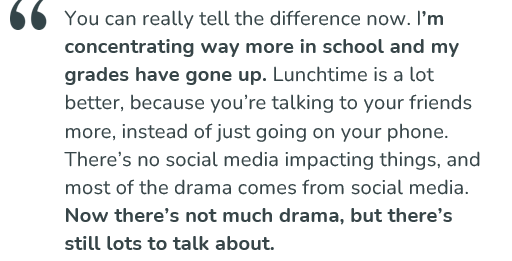 “
You can really tell the difference now. I’m
concentrating way more in school and my
grades have gone up. Lunchtime is a lot
better, because you’re talking to your friends
more, instead of just going on your phone.
There’s no social media impacting things, and
most of the drama comes from social media.
Now there’s not much drama, but there’s
still lots to talk about.